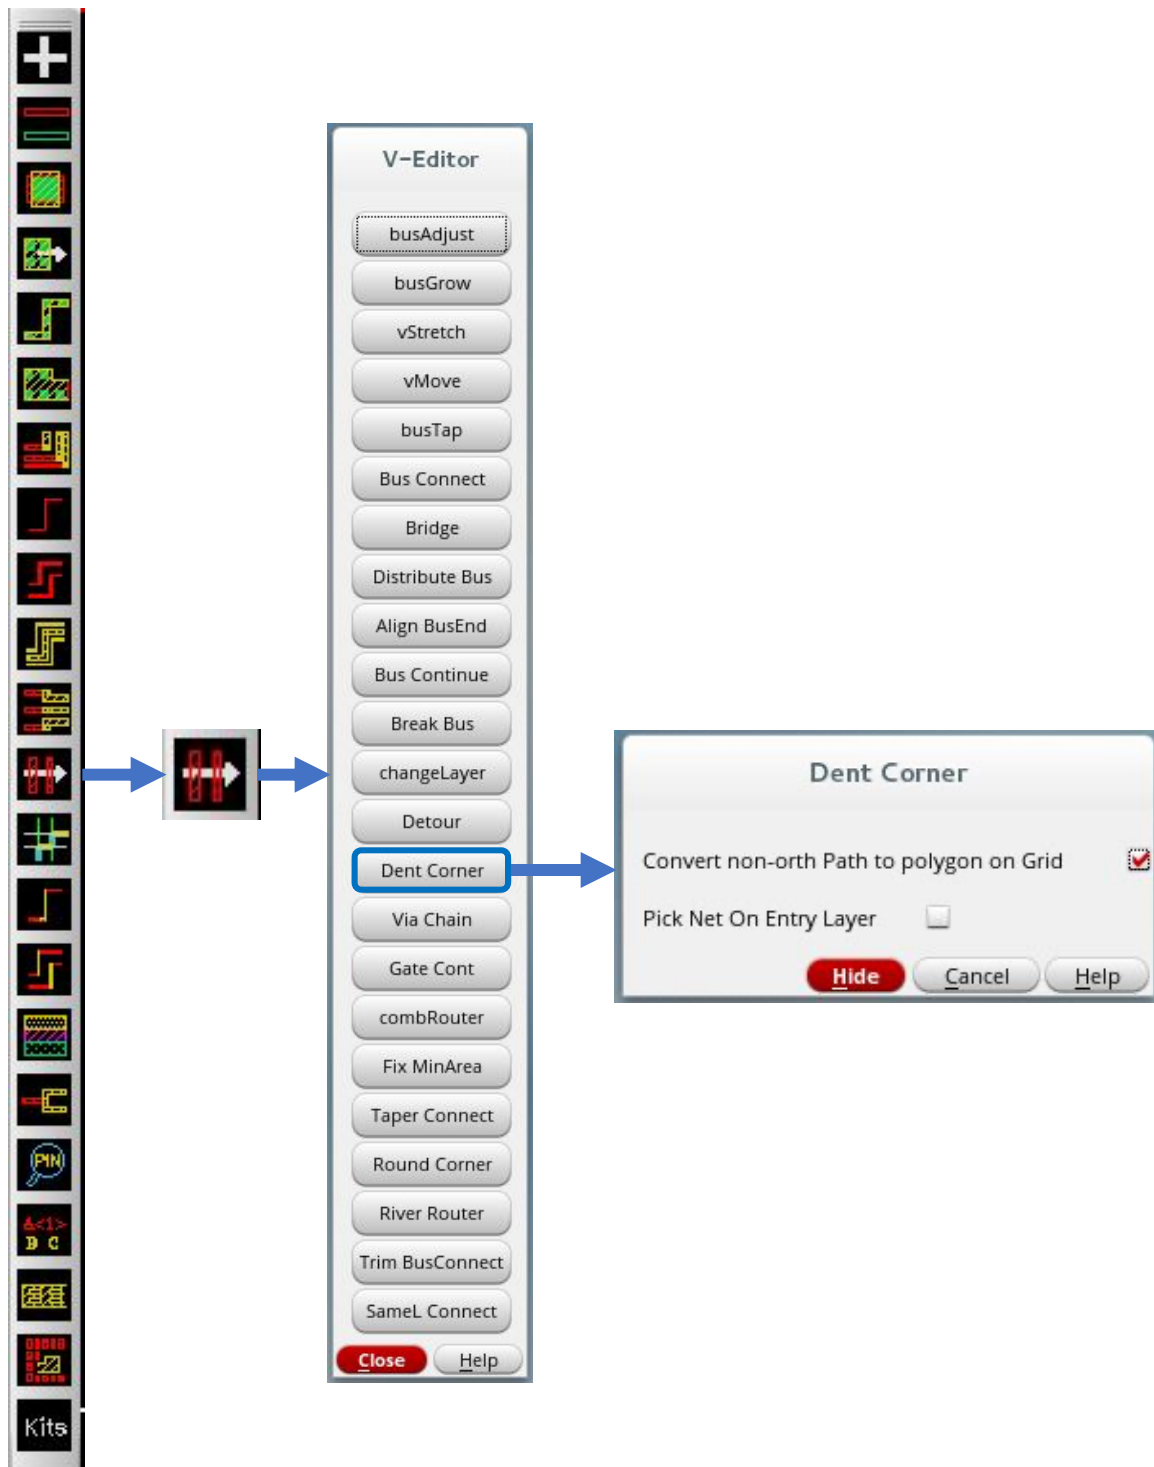 PIN
A<1>
B C
Kits
V-Editor
busAdjust
busGrow
vStretch
vMove
busTap
Bus Connect
Bridge
Distribute Bus
Align BusEnd
Bus Continue
Break Bus
changeLayer
Detour
Dent Corner
Via Chain
Gate Cont
combRouter
Fix MinArea
Taper Connect
Round Corner
River Router
Trim BusConnect
SameL Connect
Close Help
Dent Corner
Convert non-orth Path to polygon on Grid
Pick Net On Entry Layer
Hide Cancel Help